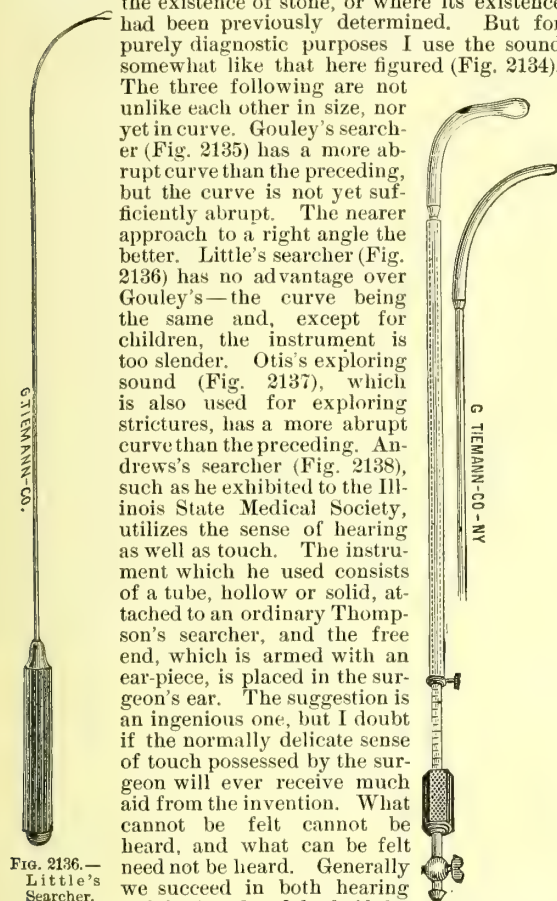 the existence of stone, or where its existence
had been previously determined. But for
purely diagnostic purposes I use the sound
somewhat like that here figured (Fig. 2134).
The three following are not
unlike each other in size, nor
yet in curve. Gouley's search-
er (Fig. 2135) has a more ab-
rupt curve than the preceding,
but the curve is not yet suf-
ficiently abrupt. The nearer
approach to a right angle the
better. Little's searcher (Fig.
2136) has no advantage over
Gouley's—the curve being
the same and, except for
children, the instrument is
too slender. Otis's exploring
sound (Fig. 2137), which
is also used for exploring
strictures, has a more abrupt
curve than the preceding. An-
drews's searcher (Fig. 2138),
such as he exhibited to the Ill-
inois State Medical Society,
utilizes the sense of hearing
as well as touch. The instru-
ment which he used consists
of a tube, hollow or solid, at-
tached to an ordinary Thomp-
son's searcher, and the free
end, which is armed with an
ear-piece, is placed in the sur-
geon's ear. The suggestion is
an ingenious one, but I doubt
if the normally delicate sense
of touch possessed by the sur-
geon will ever receive much
aid from the invention. What
cannot be felt cannot be
heard, and what can be felt
need not be heard. Generally
we succeed in both hearing
G.TIEMANN-CO.
FIG. 2136.—
Little's
Searcher.
G TIEMANN-CO-NY